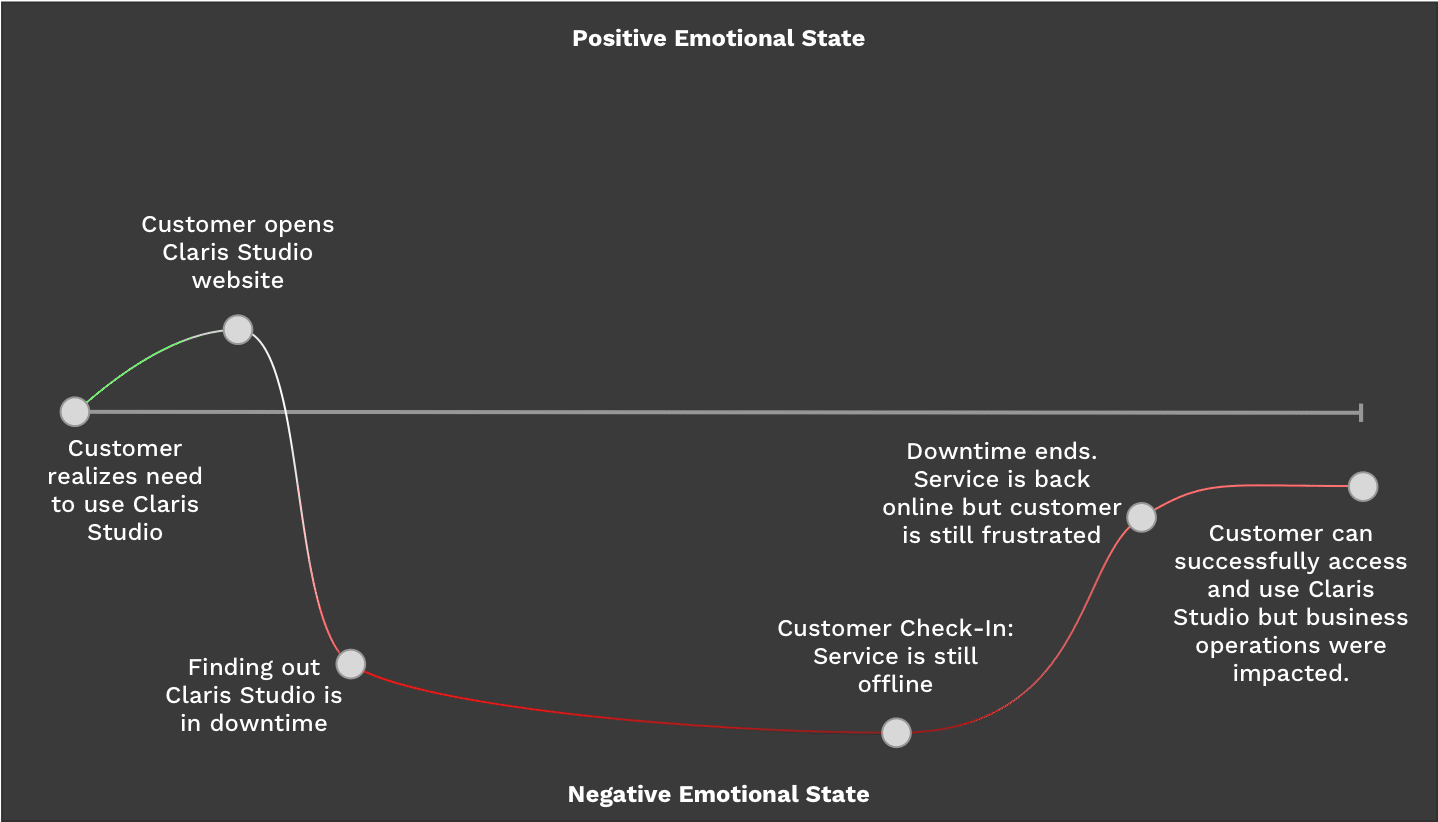 Positive Emotional State
Customer opens
Claris Studio
website
Customer
realizes need
to use Claris
Studio
Finding out
Claris Studio is
in downtime
Customer Check-In:
Service is still
offline
Downtime ends.
Service is back
online but customer
is still frustrated
Customer can
successfully access
and use Claris
Studio but business
operations were
impacted.
Negative Emotional State